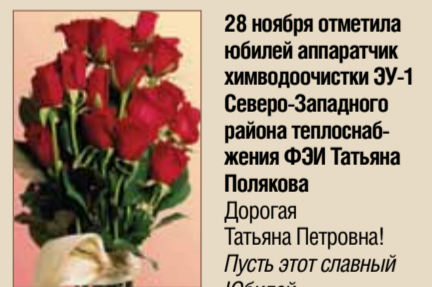 28 ноября отметила
юбилей аппаратчик
химводоочистки ЭУ-1
Северо-Западного
района теплоснаб-
жения ФЭИ Татьяна
Полякова
Дорогая
Татьяна Петровна!
Пусть этот славный
Юбилей